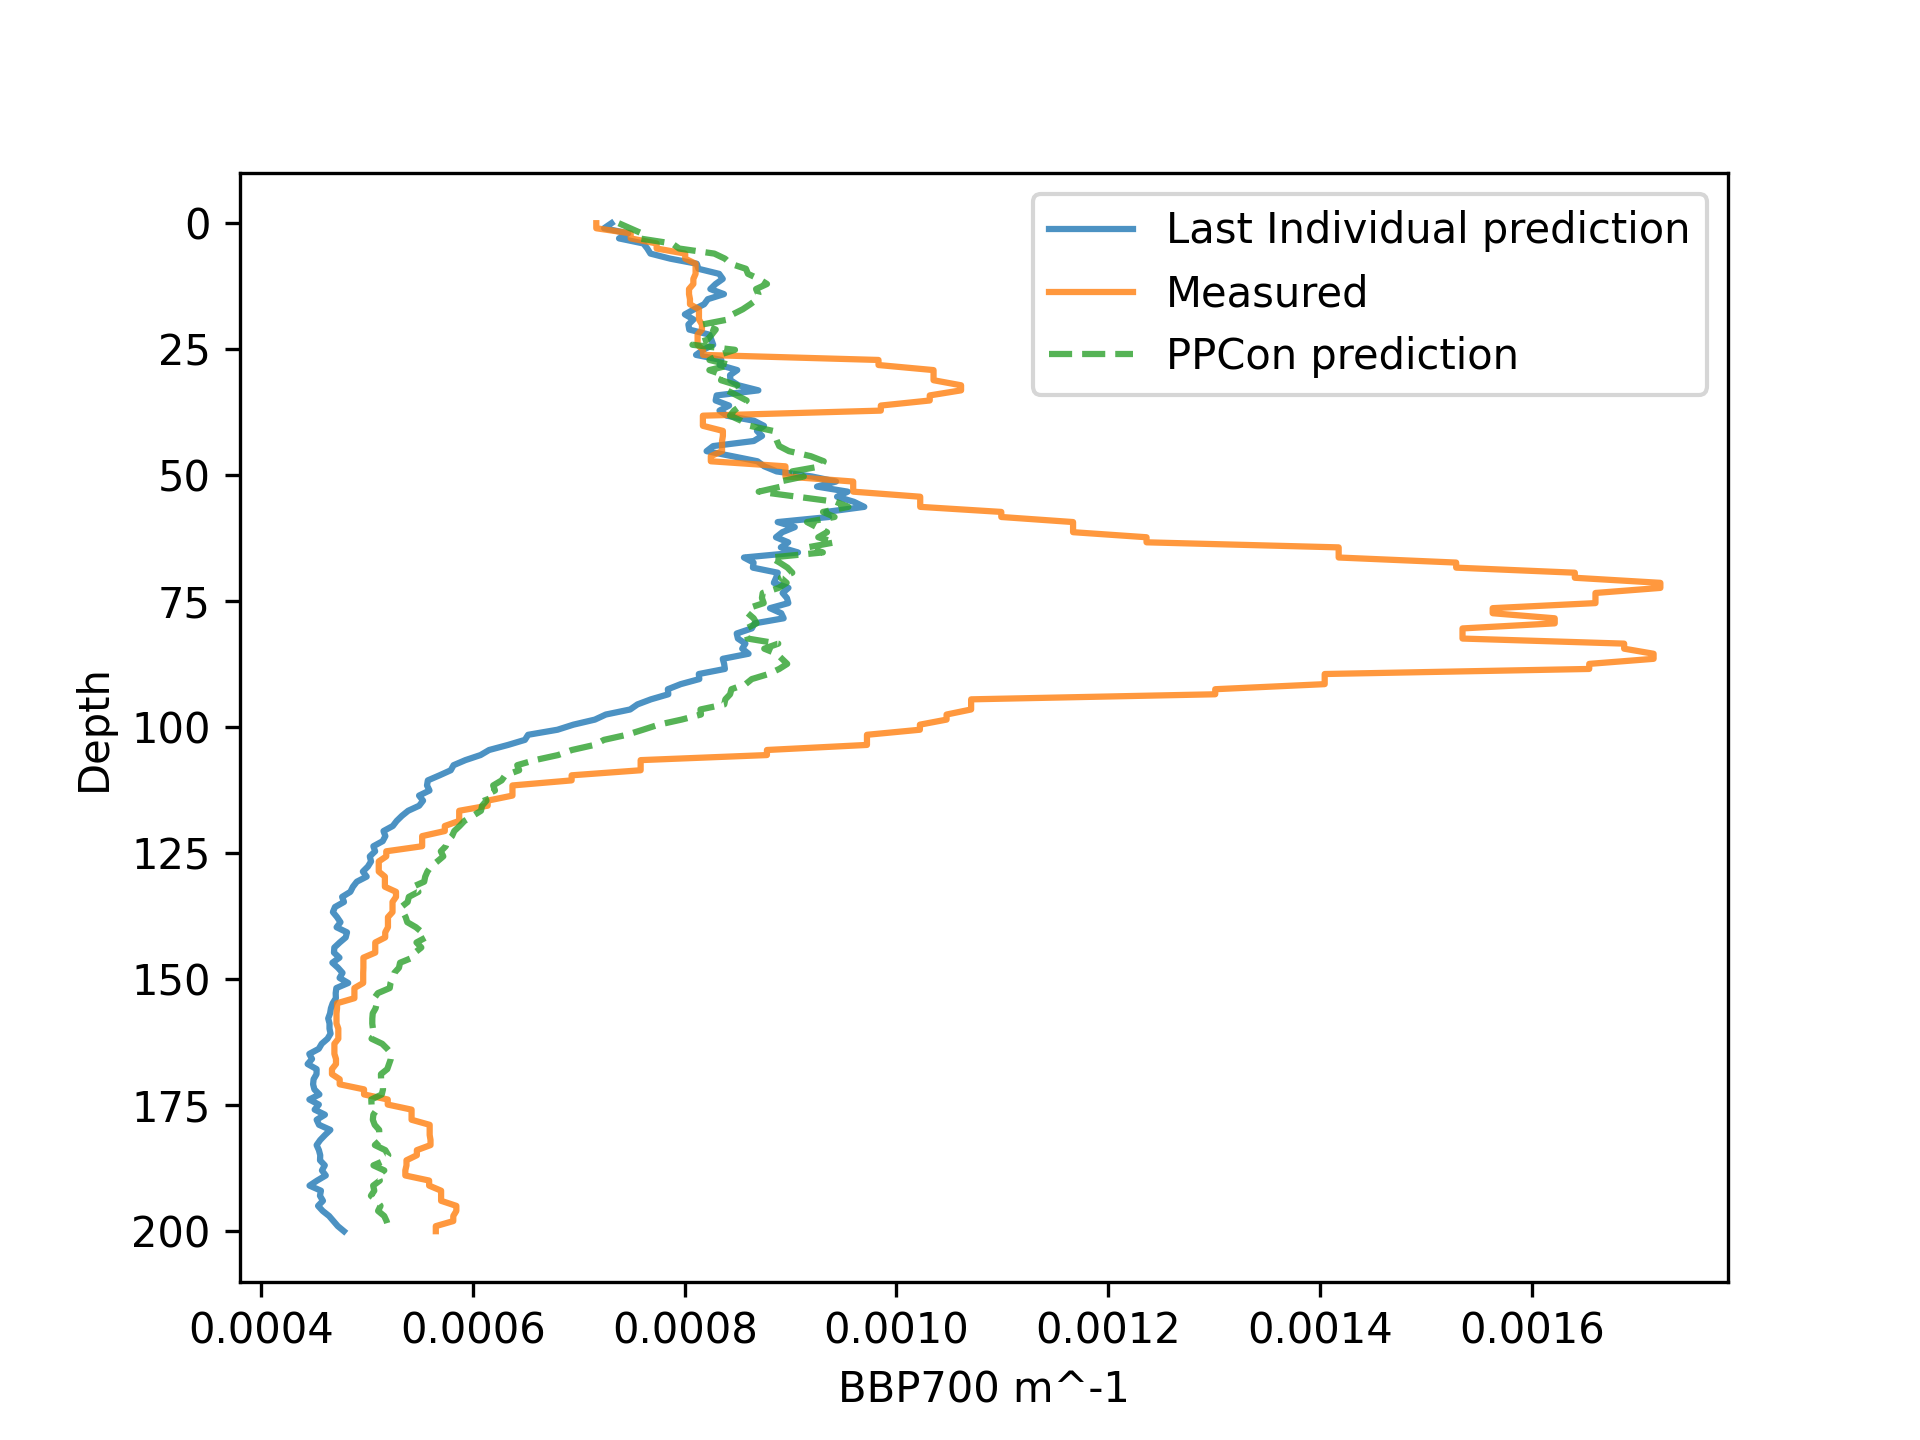 Last Individual prediction
Measured
PPCon prediction
Depth
0
25
50
75
100
125
150
175
200
0.0004 0.0006 0.0008 0.0010 0.0012 0.0014 0.0016
BBP700 m^-1